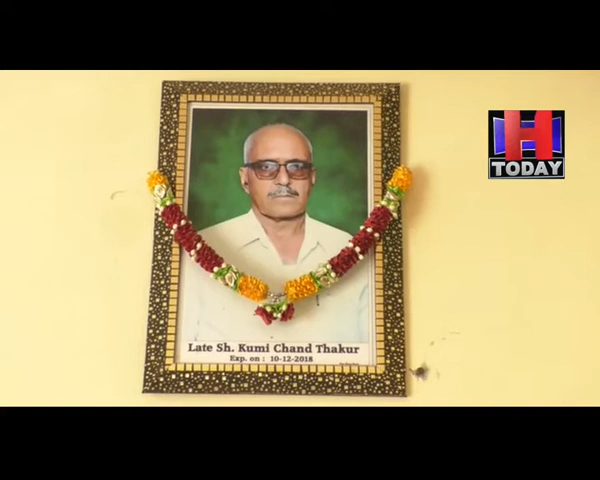 H
TODAY
Late Sh. Kumi Chand Thakur
Exp. on : 10-12-2018